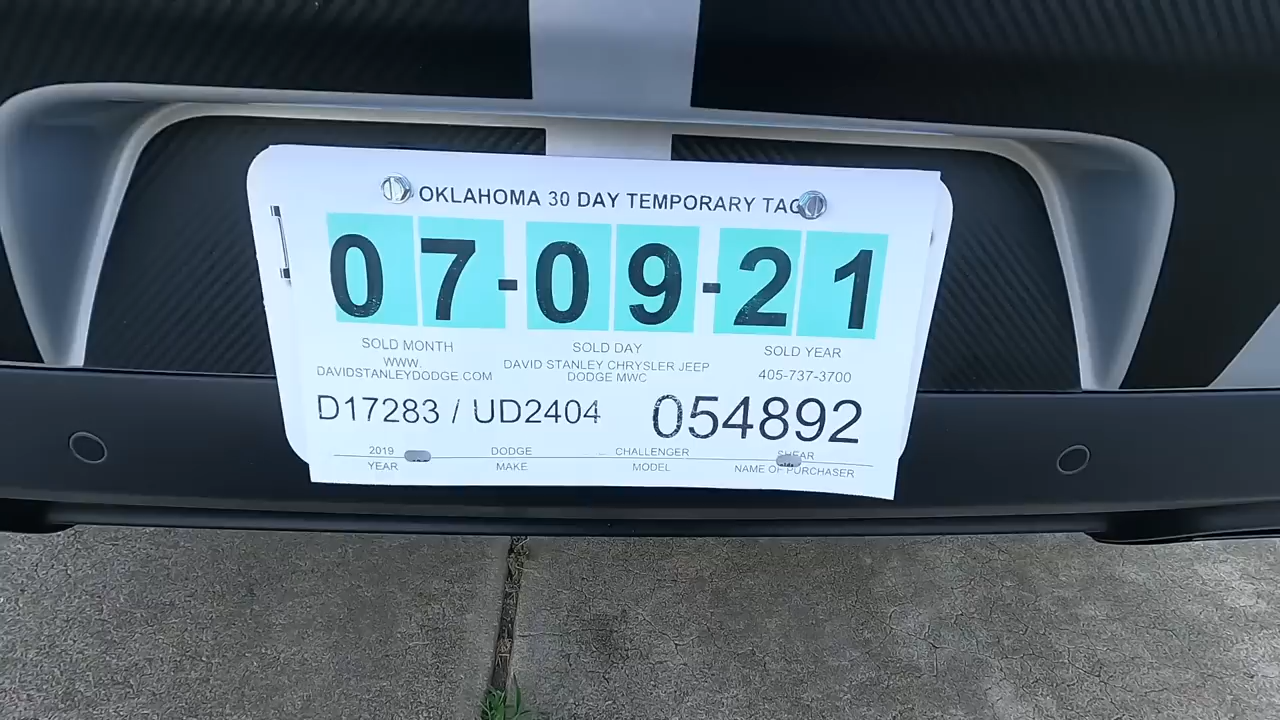 OKLAHOMA 30 DAY TEMPORARY TAG
07-09-21
SOLD MONTH SOLD DAY SOLD YEAR
WWW.
DAVIDSTANLEYDODGE.COM
DAVID STANLEY CHRYSLER JEEP
DODGE MWC
405-737-3700
D17283 / UD2404 054892
2019 DODGE CHALLENGER SHEAR
YEAR MAKE MODEL NAME OF PURCHASER